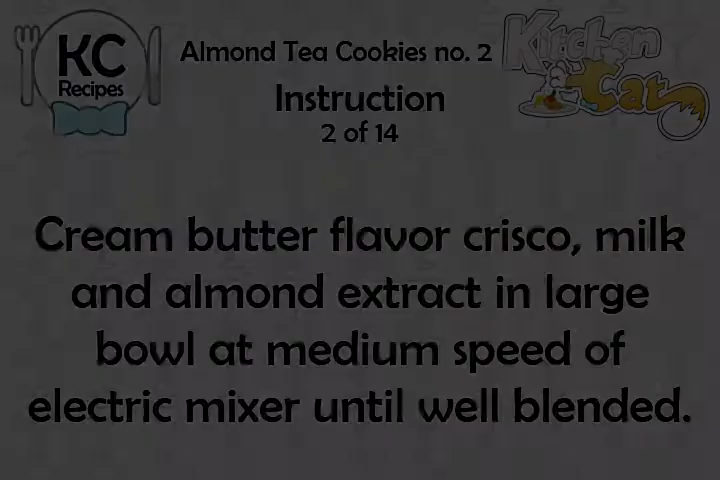 KC
Recipes
Almond Tea Cookies no. 2
Kitchen
Cat
Instruction
2 of 14
Cream butter flavor crisco, milk
and almond extract in large
bowl at medium speed of
electric mixer until well blended.